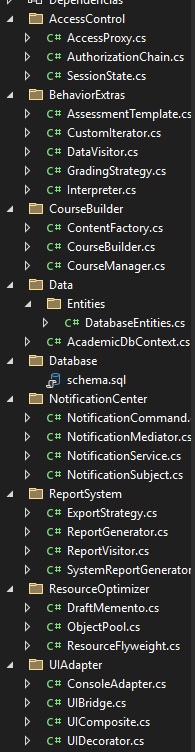 Dependencias
AccessControl
C# AccessProxy.cs
C# AuthorizationChain.cs
C# SessionState.cs
BehaviorExtras
C# AssessmentTemplate.cs
C# CustomIterator.cs
C# DataVisitor.cs
C# GradingStrategy.cs
C# Interpreter.cs
CourseBuilder
C# ContentFactory.cs
C# CourseBuilder.cs
C# CourseManager.cs
Data
Entities
C# DatabaseEntities.cs
C# AcademicDbContext.cs
Database
schema.sql
NotificationCenter
C# NotificationCommand.
C# NotificationMediator.cs
C# NotificationService.cs
C# NotificationSubject.cs
ReportSystem
C# ExportStrategy.cs
C# ReportGenerator.cs
C# ReportVisitor.cs
C# SystemReportGenerator
ResourceOptimizer
C# DraftMemento.cs
C# ObjectPool.cs
C# ResourceFlyweight.cs
UIAdapter
C# ConsoleAdapter.cs
C# UIBridge.cs
C# UIComposite.cs
C# UIDecorator.cs